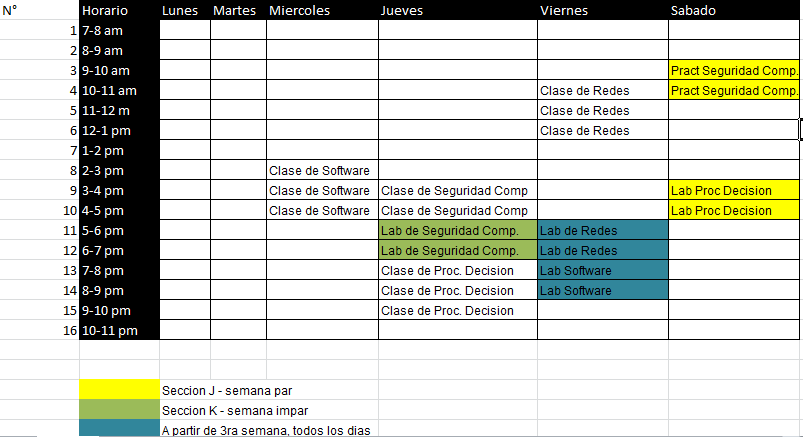 N° Horario Lunes Martes Miercoles Jueves Viernes Sabado
1 7-8 am
2 8-9 am
3 9-10 am Pract Seguridad Comp.
4 10-11 am Clase de Redes Pract Seguridad Comp.
5 11-12 m Clase de Redes
6 12-1 pm Clase de Redes
7 1-2 pm
8 2-3 pm Clase de Software
9 3-4 pm Clase de Software Clase de Seguridad Comp Lab Proc Decision
10 4-5 pm Clase de Software Clase de Seguridad Comp Lab Proc Decision
11 5-6 pm Lab de Seguridad Comp. Lab de Redes
12 6-7 pm Lab de Seguridad Comp. Lab de Redes
13 7-8 pm Clase de Proc. Decision Lab Software
14 8-9 pm Clase de Proc. Decision Lab Software
15 9-10 pm Clase de Proc. Decision
16 10-11 pm
Seccion J - semana par
Seccion K - semana impar
A partir de 3ra semana, todos los dias